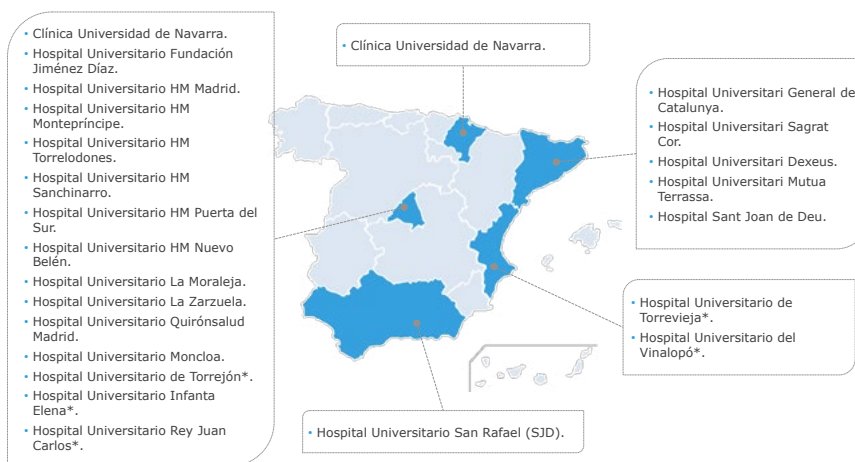 • Clínica Universidad de Navarra.
• Hospital Universitario Fundación
Jiménez Díaz.
• Hospital Universitario HM Madrid.
• Hospital Universitario HM
Montepríncipe.
• Hospital Universitario HM
Torrelodones.
• Hospital Universitario HM
Sanchinarro.
• Hospital Universitario HM Puerta del
Sur.
• Hospital Universitario HM Nuevo
Belén.
• Hospital Universitario La Moraleja.
• Hospital Universitario La Zarzuela.
• Hospital Universitario Quirónsalud
Madrid.
• Hospital Universitario Moncloa.
• Hospital Universitario de Torrejón*.
• Hospital Universitario Infanta
Elena*.
• Hospital Universitario Rey Juan
Carlos*.
• Clínica Universidad de Navarra.
• Hospital Universitari General de
Catalunya.
• Hospital Universitari Sagrat
Cor.
• Hospital Universitari Dexeus.
• Hospital Universitari Mutua
Terrassa.
• Hospital Sant Joan de Deu.
• Hospital Universitario de
Torrevieja*.
• Hospital Universitario del
Vinalopó*.
• Hospital Universitario San Rafael (SJD).